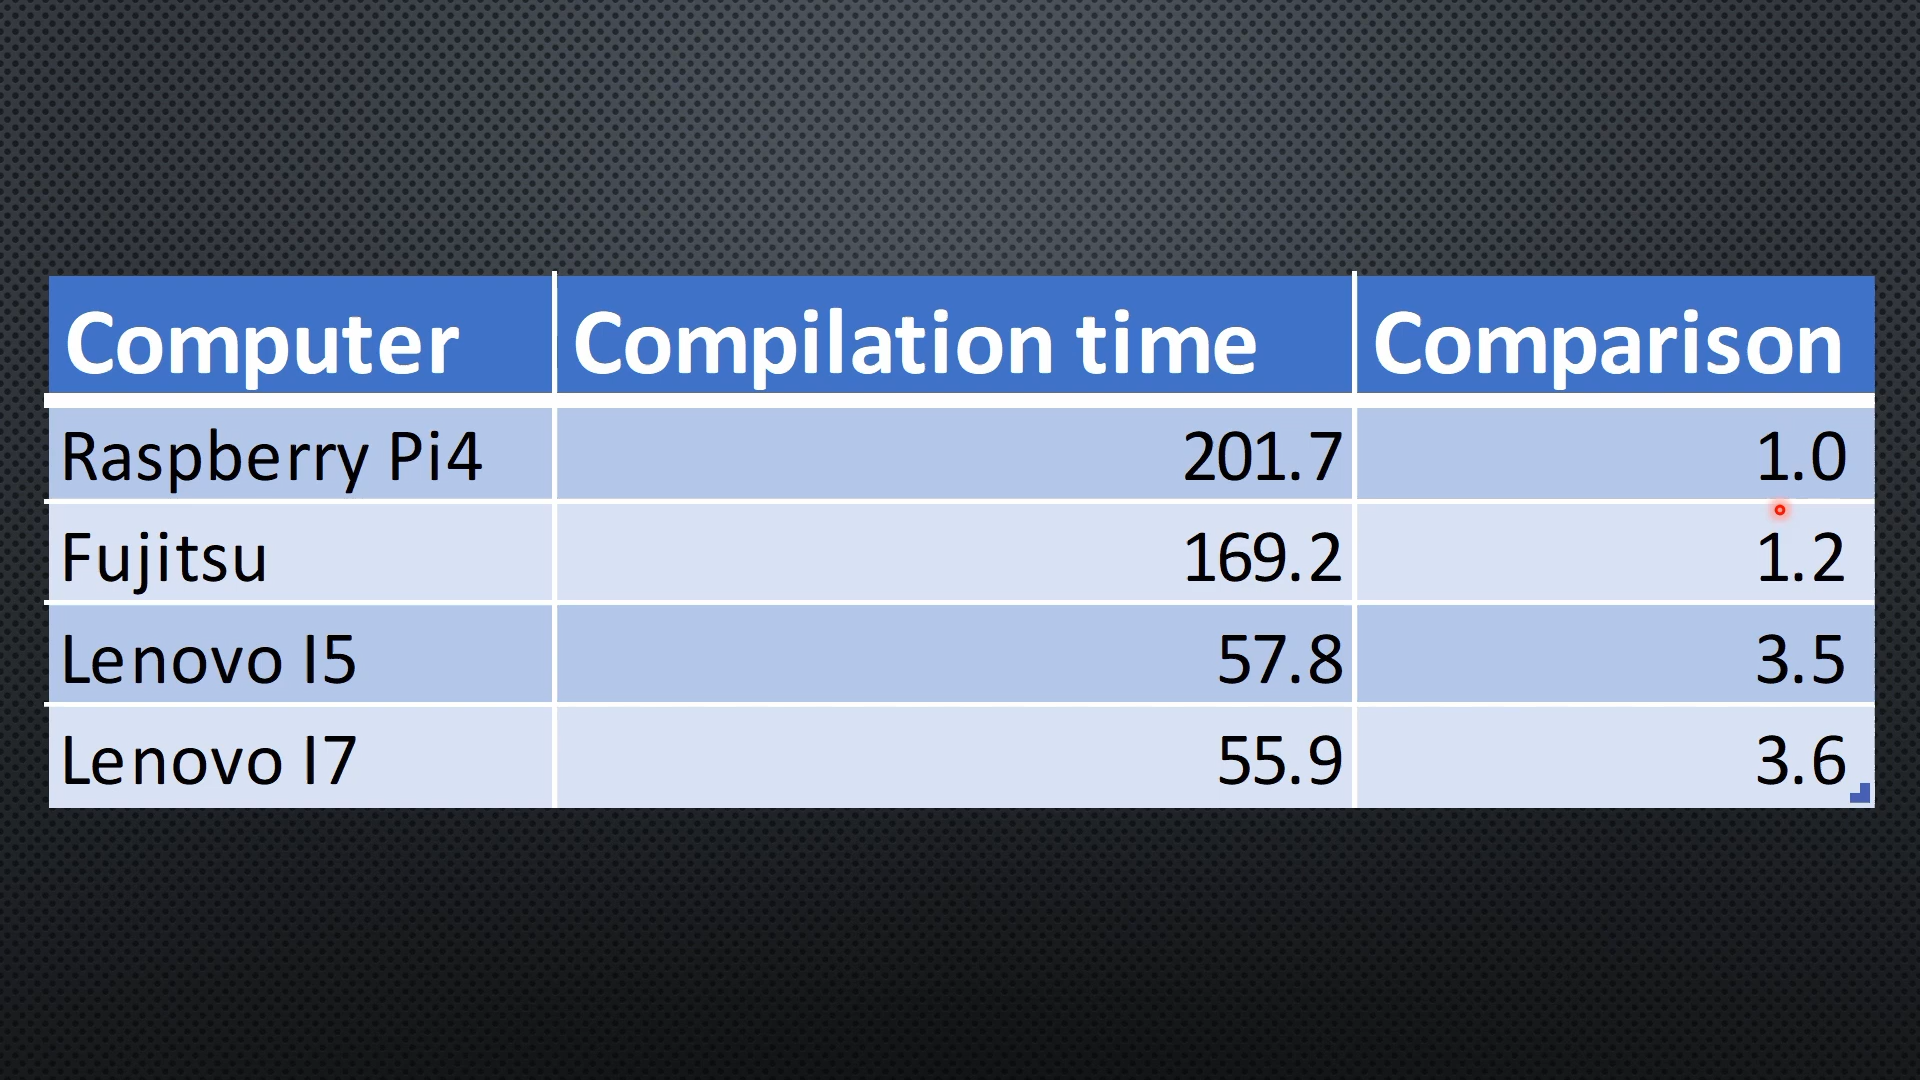 Computer Compilation time Comparison
Raspberry Pi4 201.7 1.0
Fujitsu 169.2 1.2
Lenovo I5 57.8 3.5
Lenovo I7 55.9 3.6